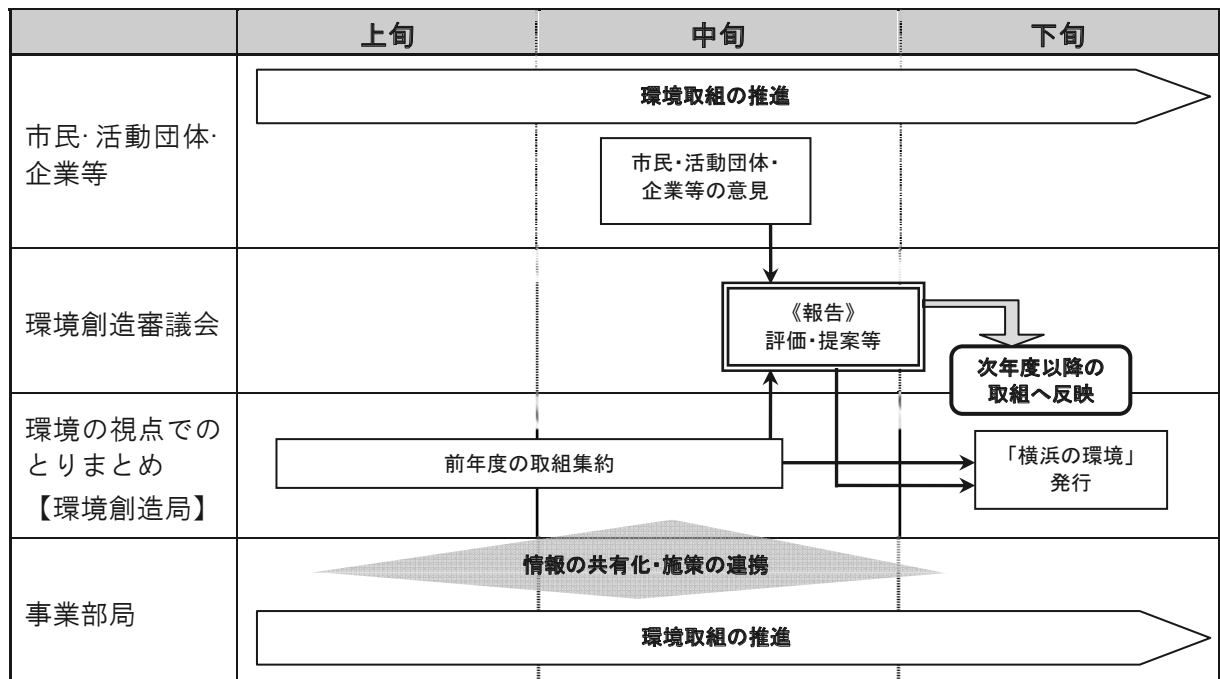 上旬
中旬
下旬
市民・活動団体・
企業等
環境取組の推進
市民・活動団体・
企業等の意見
環境創造審議会
《報告》
評価・提案等
次年度以降の
取組へ反映
環境の視点での
とりまとめ
【環境創造局】
前年度の取組集約
「横浜の環境」
発行
情報の共有化・施策の連携
事業部局
環境取組の推進